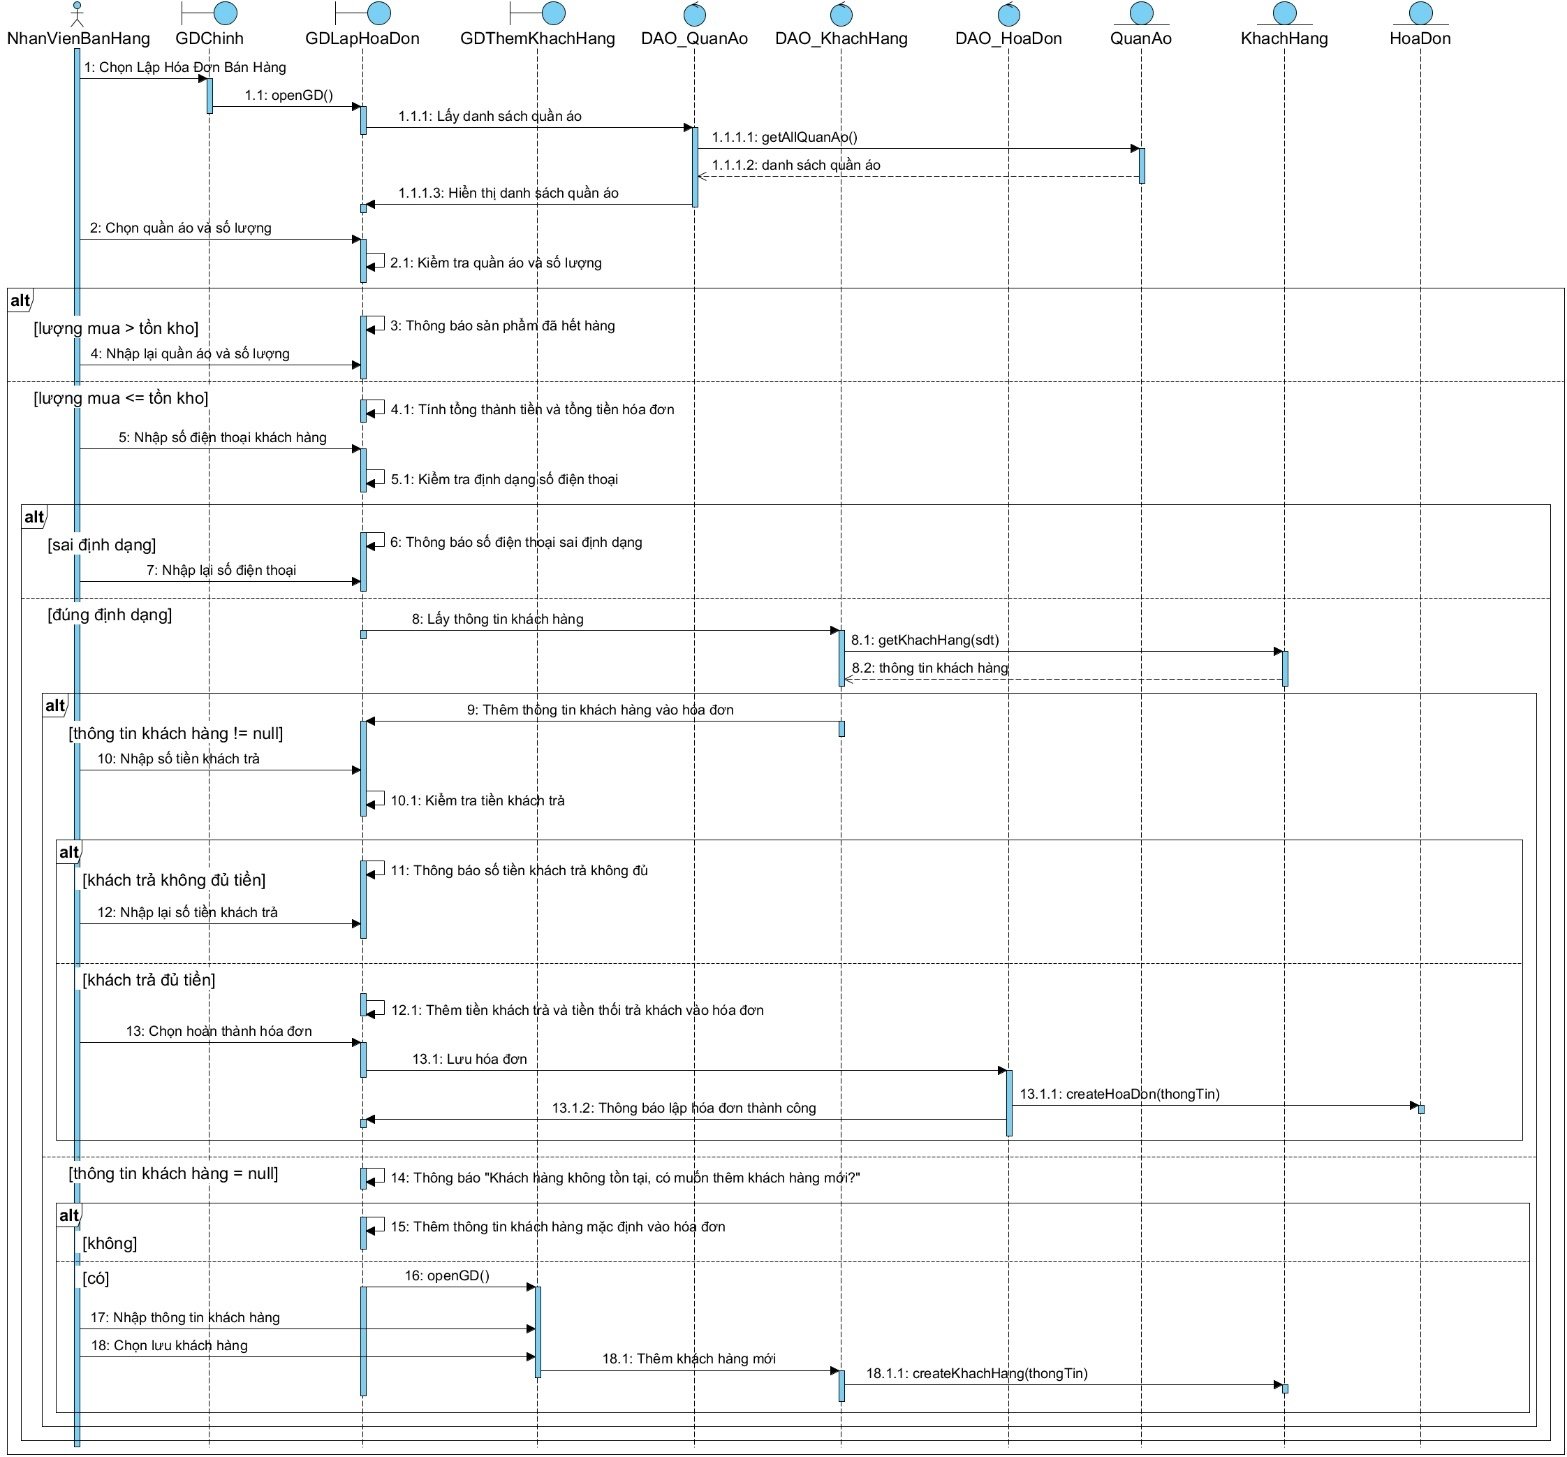 NhanVienBanHang GDChinh GDLapHoaDon GDThemKhachHang DAO_QuanAo DAO_KhachHang DAO_HoaDon QuanAo KhachHang HoaDon
1: Chọn Lập Hóa Đơn Bán Hàng
1.1: openGD()
1.1.1: Lấy danh sách quần áo
1.1.1.1: getAllQuanAo()
1.1.1.2: danh sách quần áo
1.1.1.3: Hiển thị danh sách quần áo
2: Chọn quần áo và số lượng
2.1: Kiểm tra quần áo và số lượng
alt
[lượng mua > tồn kho]
3: Thông báo sản phẩm đã hết hàng
4: Nhập lại quần áo và số lượng
[lượng mua <= tồn kho]
4.1: Tính tổng thành tiền và tổng tiền hóa đơn
5: Nhập số điện thoại khách hàng
5.1: Kiểm tra định dạng số điện thoại
alt
[sai định dạng]
6: Thông báo số điện thoại sai định dạng
7: Nhập lại số điện thoại
[đúng định dạng]
8: Lấy thông tin khách hàng
8.1: getKhachHang(sdt)
8.2: thông tin khách hàng
alt
9: Thêm thông tin khách hàng vào hóa đơn
[thông tin khách hàng != null]
10: Nhập số tiền khách trả
10.1: Kiểm tra tiền khách trả
alt
11: Thông báo số tiền khách trả không đủ
[khách trả không đủ tiền]
12: Nhập lại số tiền khách trả
[khách trả đủ tiền]
12.1: Thêm tiền khách trả và tiền thối trả khách vào hóa đơn
13: Chọn hoàn thành hóa đơn
13.1: Lưu hóa đơn
13.1.1: createHoaDon(thongTin)
13.1.2: Thông báo lập hóa đơn thành công
[thông tin khách hàng = null]
14: Thông báo "Khách hàng không tồn tại, có muốn thêm khách hàng mới?"
alt
15: Thêm thông tin khách hàng mặc định vào hóa đơn
[không]
[có]
16: openGD()
17: Nhập thông tin khách hàng
18: Chọn lưu khách hàng
18.1: Thêm khách hàng mới
18.1.1: createKhachHang(thongTin)